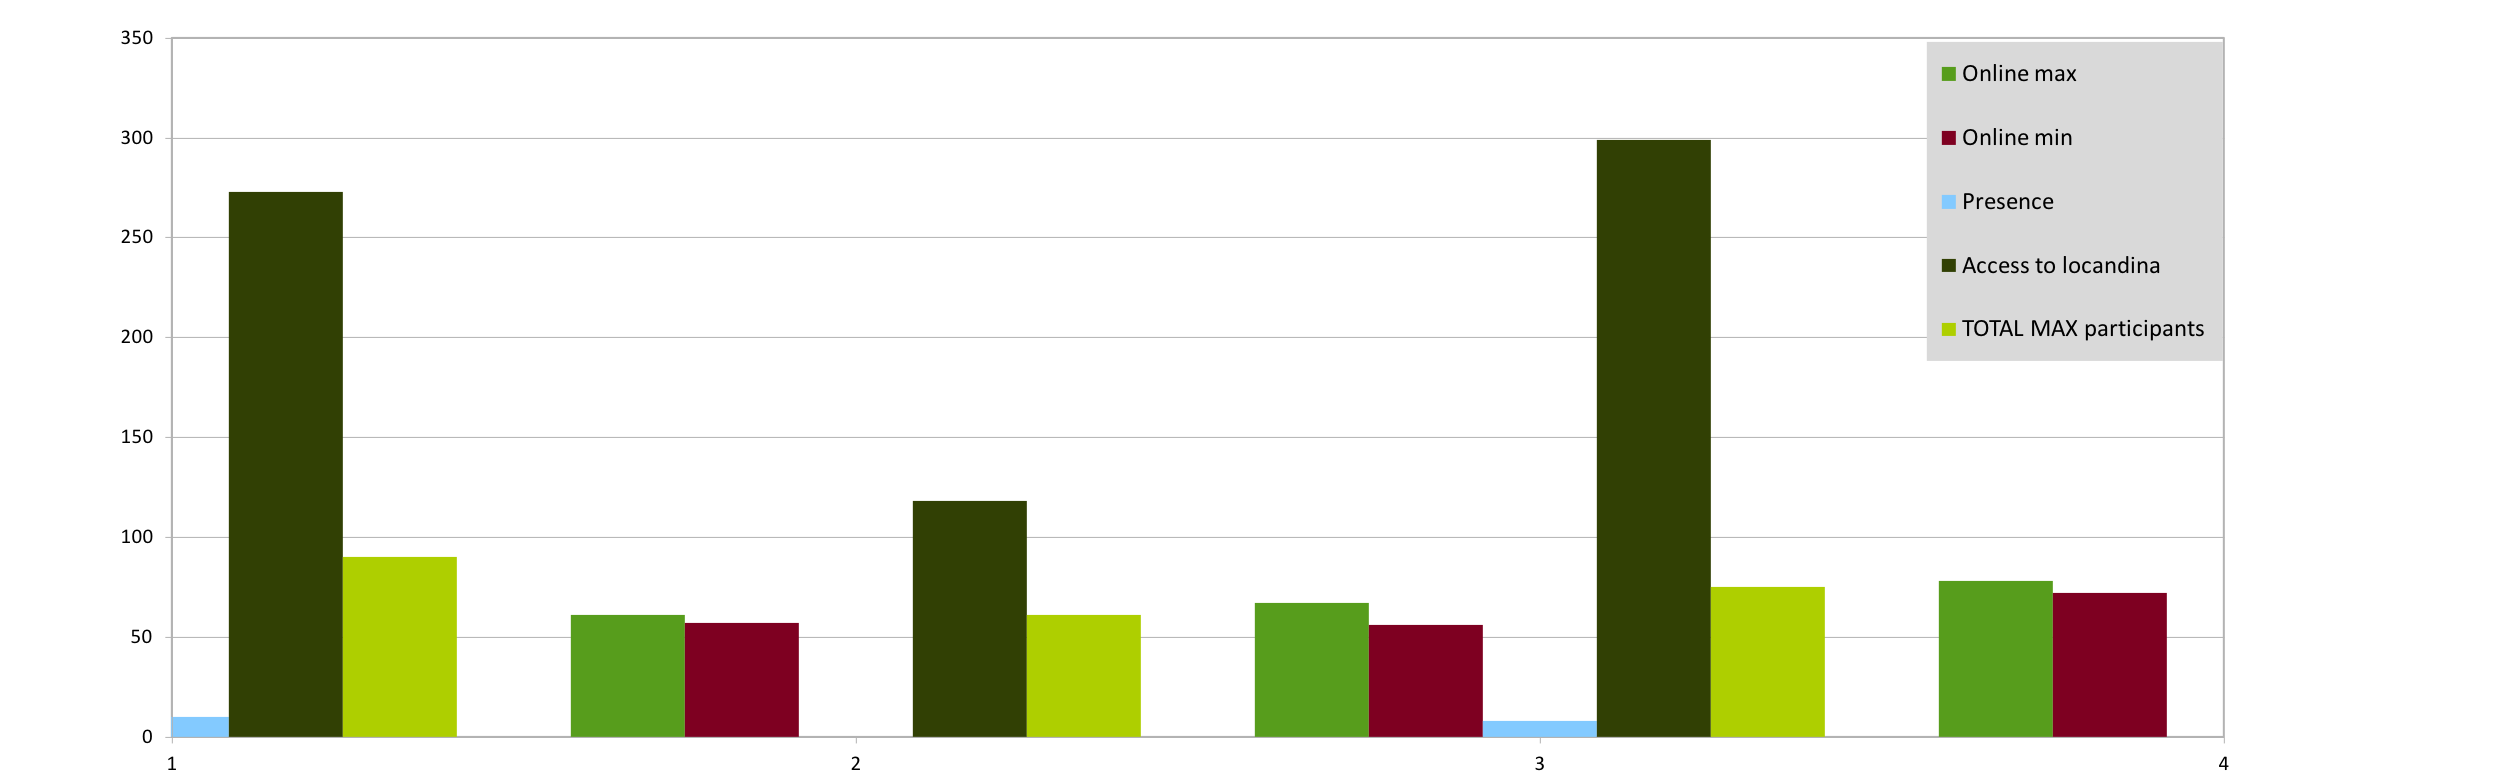 350
300
250
200
150
100
50
0
1
2
3
4
Online max
Online min
Presence
Access to locandina
TOTAL MAX participants